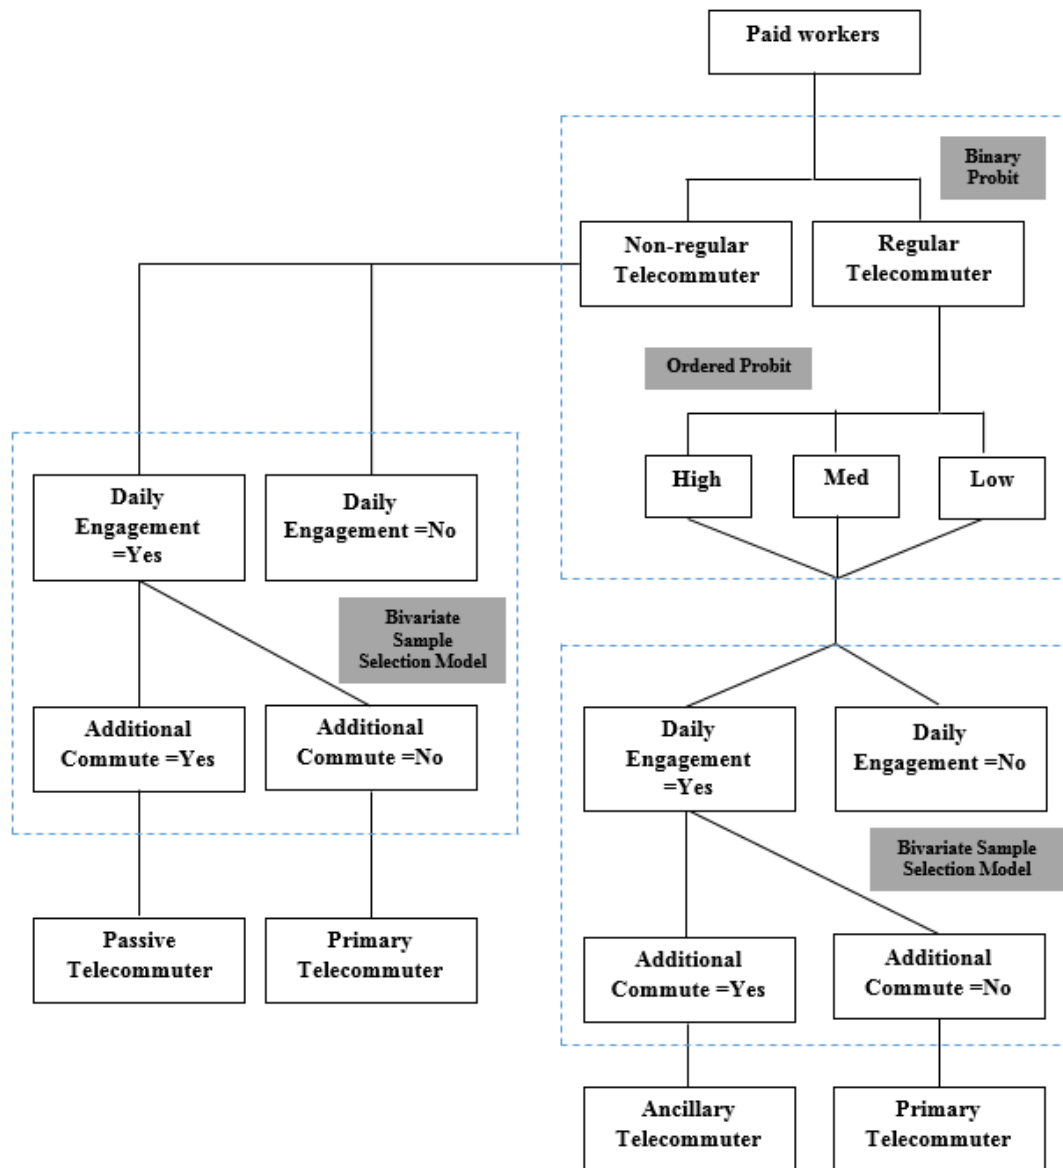 Paid workers
Binary
Probit
Non-regular
Telecommuter
Regular
Telecommuter
Ordered Probit
High
Med
Low
Daily
Engagement
=Yes
Daily
Engagement =No
Bivariate
Sample
Selection Model
Additional
Commute =Yes
Additional
Commute =No
Passive
Telecommuter
Primary
Telecommuter
Daily
Engagement
=Yes
Daily
Engagement =No
Bivariate Sample
Selection Model
Additional
Commute =Yes
Additional
Commute =No
Ancillary
Telecommuter
Primary
Telecommuter